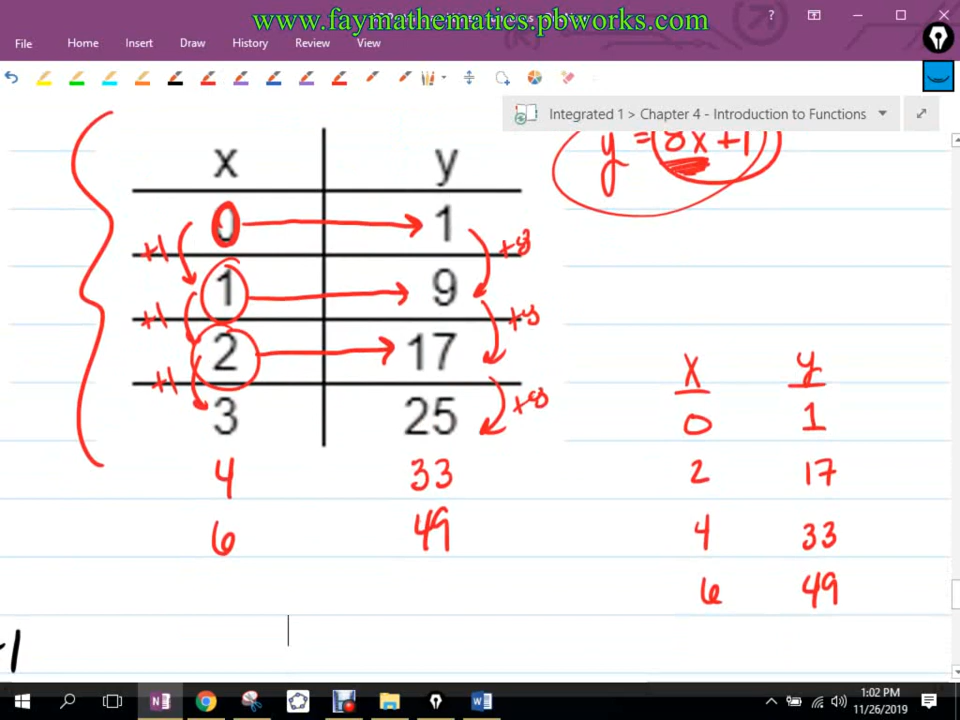 www.faymathematics.pbworks.com
File Home Insert Draw History Review View
Integrated 1 > Chapter 4 - Introduction to Functions
y = (8x+1)
x y
0 1
+1 +8
1 9
+1 +8
2 17
+1 +8
3 25
4 33
6 49
x y
0 1
2 17
4 33
6 49
1:02 PM
11/26/2019